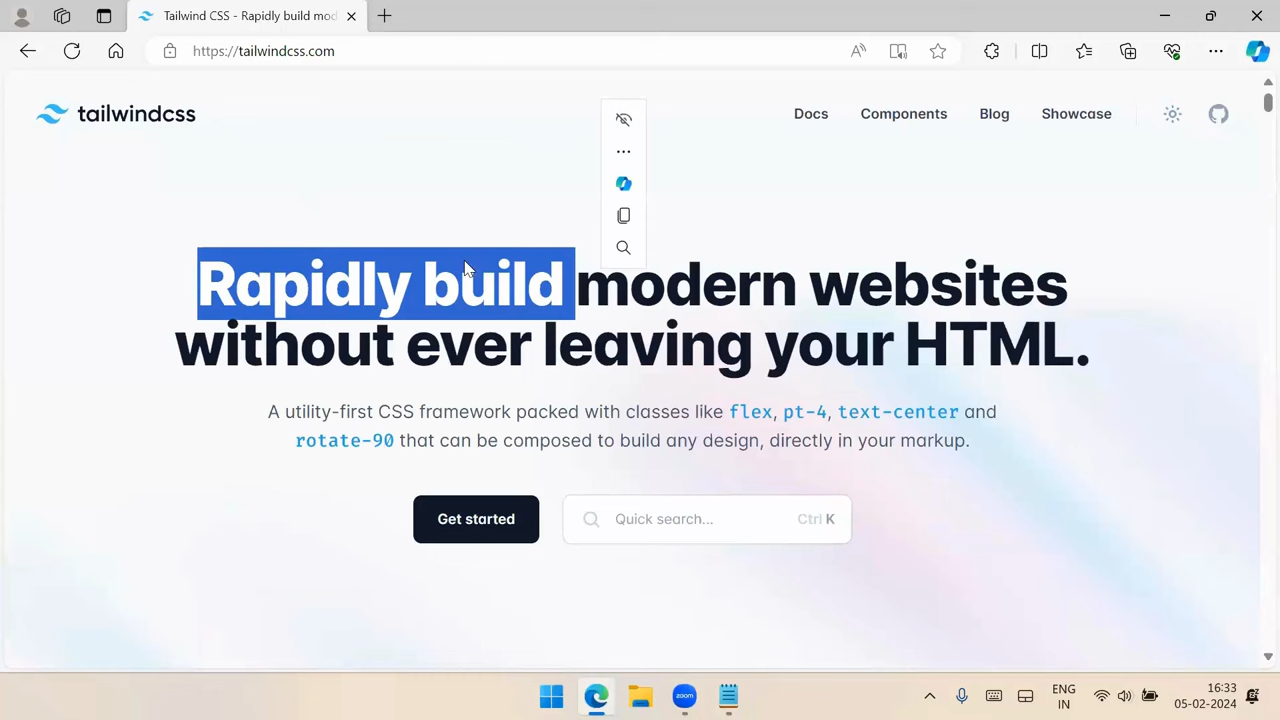 Tailwind CSS - Rapidly build mod
https://tailwindcss.com
tailwindcss
Docs
Components
Blog
Showcase
Rapidly build modern websites
without ever leaving your HTML.
A utility-first CSS framework packed with classes like flex, pt-4, text-center and
rotate-90 that can be composed to build any design, directly in your markup.
Get started
Quick search...
Ctrl K
zoom
ENG
IN
16:33
05-02-2024